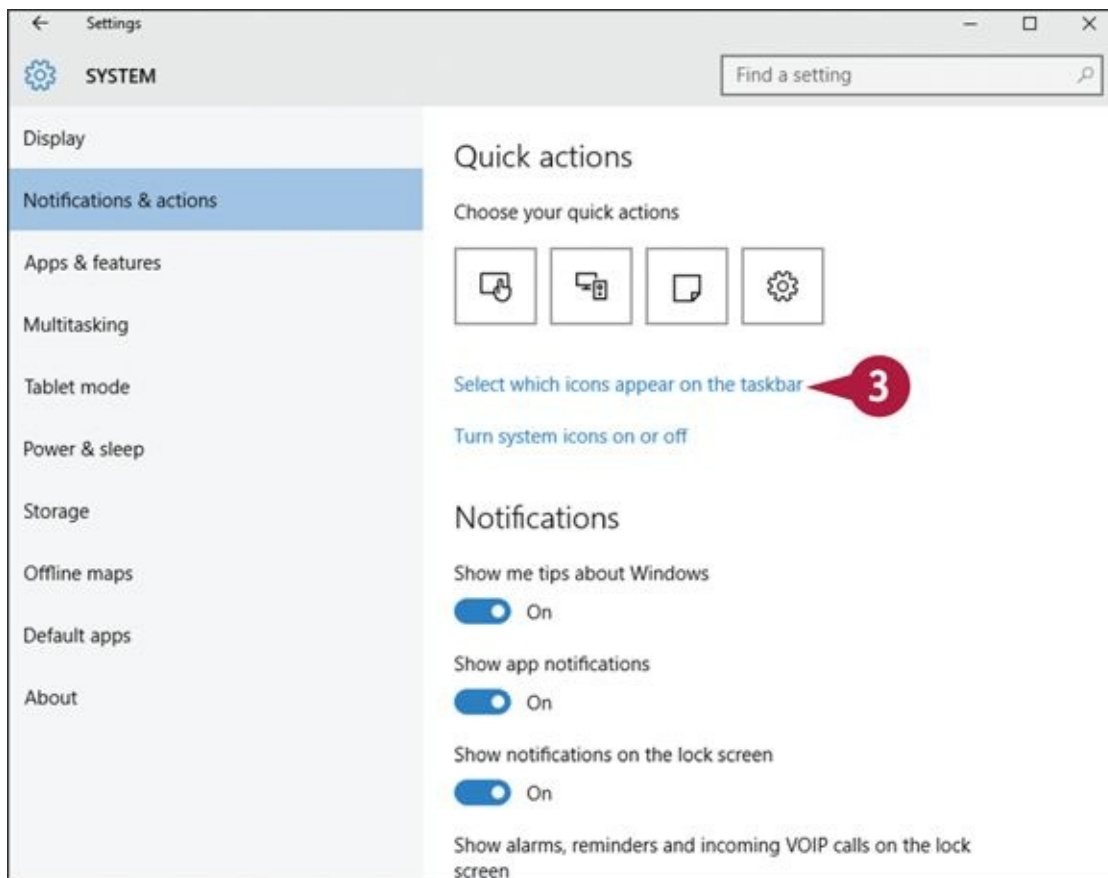 Settings
SYSTEM
Find a setting
Display
Notifications & actions
Apps & features
Multitasking
Tablet mode
Power & sleep
Storage
Offline maps
Default apps
About
Quick actions
Choose your quick actions
Select which icons appear on the taskbar
3
Turn system icons on or off
Notifications
Show me tips about Windows
On
Show app notifications
On
Show notifications on the lock screen
On
Show alarms, reminders and incoming VOIP calls on the lock
screen